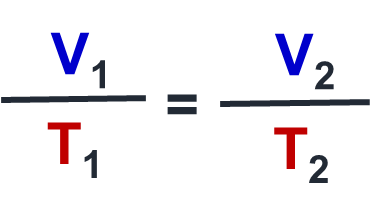 V₁ = V₂
T₁ T₂